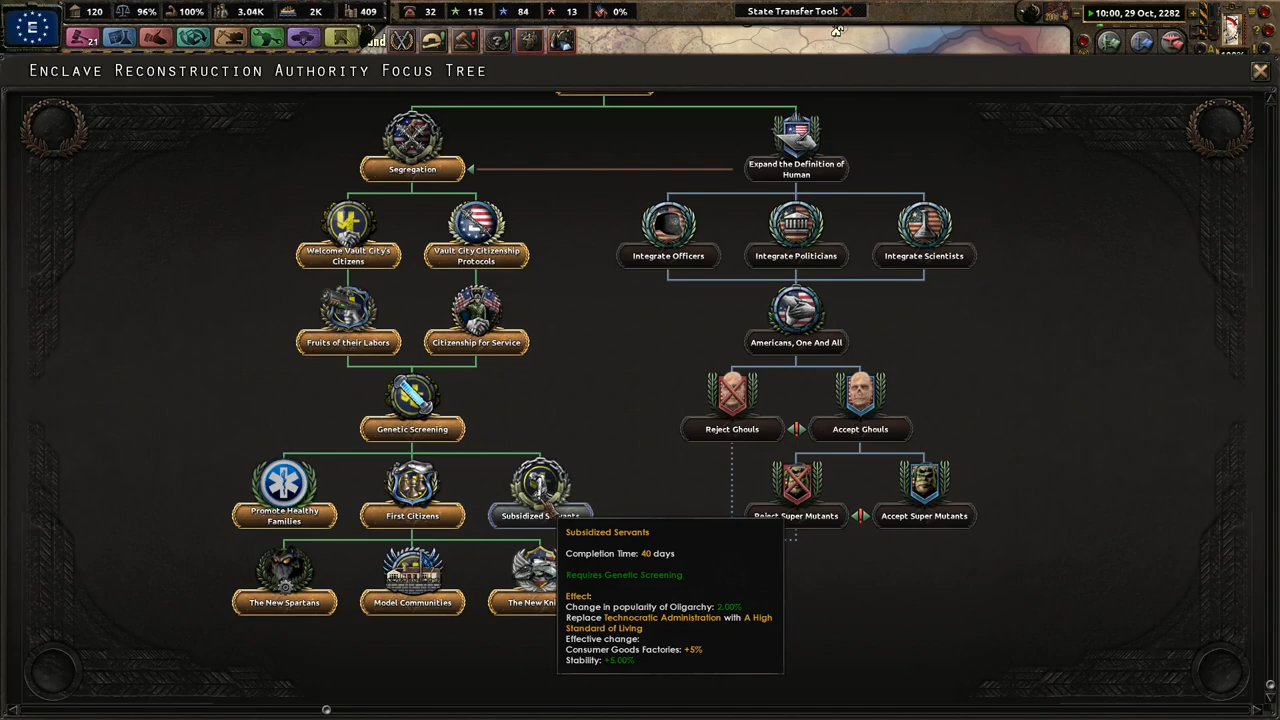 E 120 96% 100% 3.04K 2K 409 32 115 84 13 0% State Transfer Tool: 10:00, 29 Oct, 2282
21
Enclave Reconstruction Authority Focus Tree
Segregation
Expand the Definition of
Human
Welcome Vault City's
Citizens
Vault City Citizenship
Protocols
Integrate Officers Integrate Politicians Integrate Scientists
Fruits of their Labors Citizenship for Service Americans, One And All
Genetic Screening Reject Ghouls Accept Ghouls
Promote Healthy
Families
First Citizens Subsidized Servants Reject Super Mutants Accept Super Mutants
The New Spartans Model Communities The New Kni
Subsidized Servants
Completion Time: 40 days
Requires Genetic Screening
Effect:
Change in popularity of Oligarchy: 2.00%
Replace Technocratic Administration with A High
Standard of Living
Effective change:
Consumer Goods Factories: +5%
Stability: +5.00%